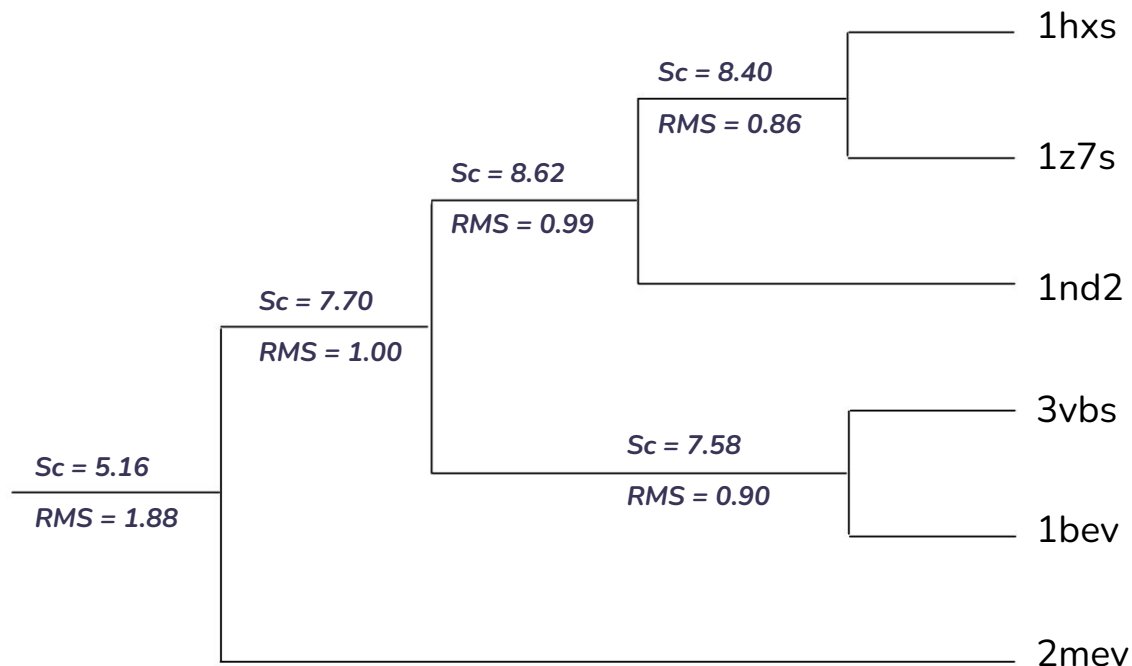 1hxs
Sc = 8.40
RMS = 0.86
1z7s
Sc = 8.62
RMS = 0.99
1nd2
Sc = 7.70
RMS = 1.00
3vbs
Sc = 7.58
RMS = 0.90
Sc = 5.16
RMS = 1.88
1bev
2mev